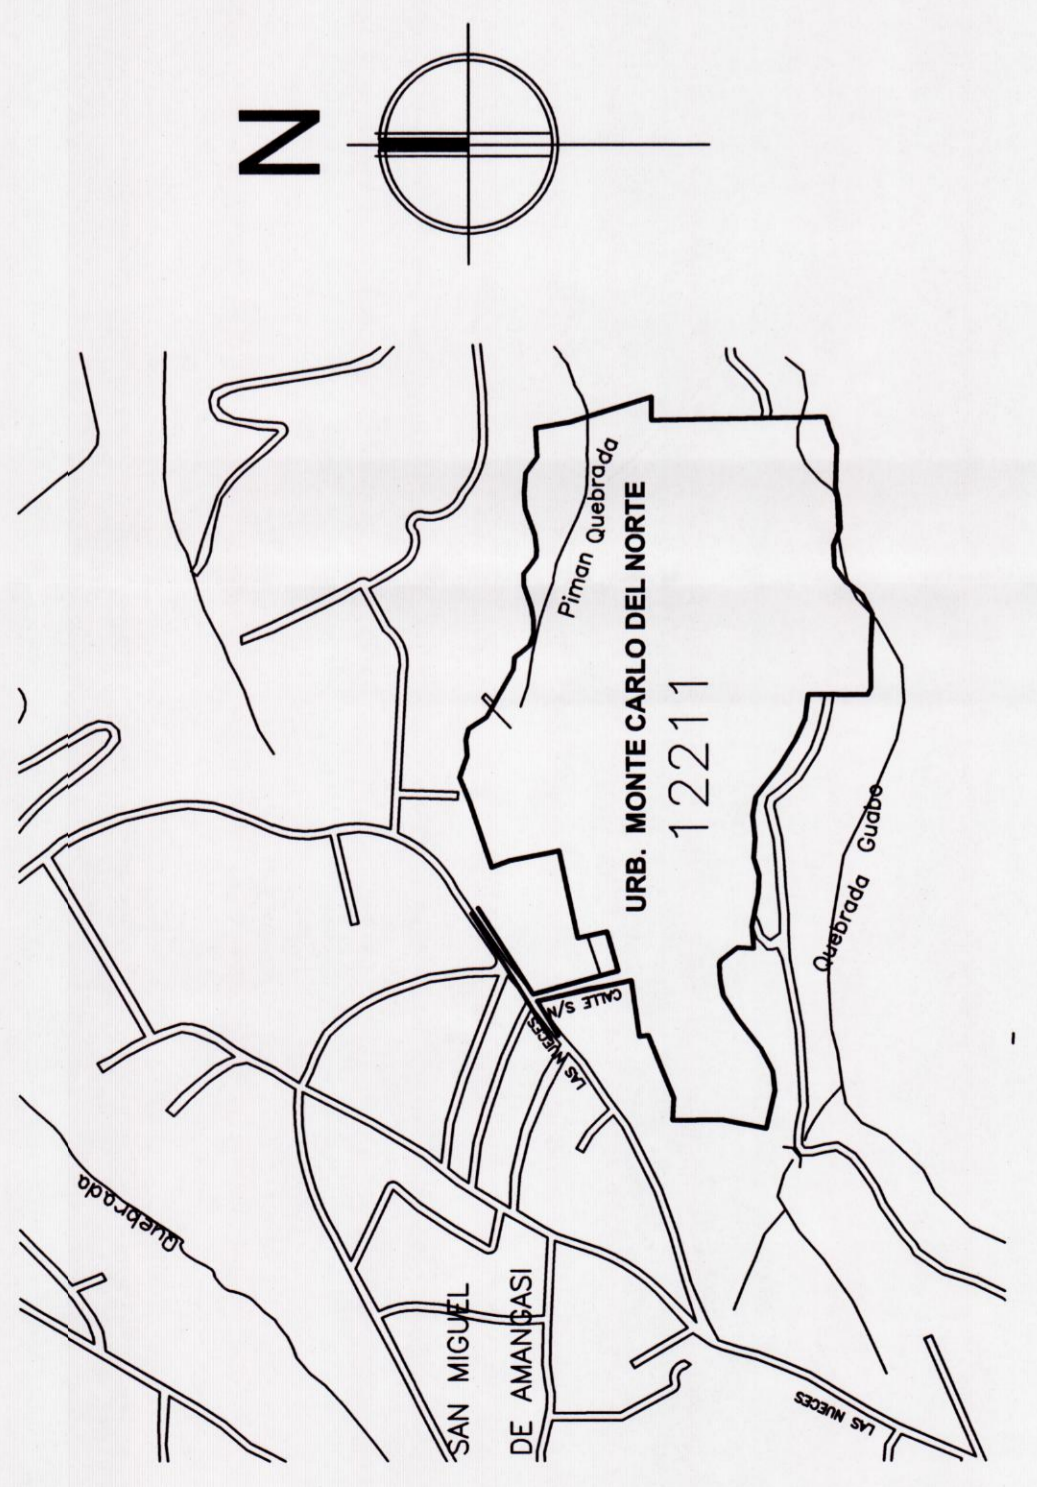 N
Piman Quebrada
URB. MONTE CARLO DEL NORTE
12211
Quebrada Guabo
CALLE S/N
LAS NUECES
Quebrada
SAN MIGUEL
DE AMANGASI
LAS NUECES